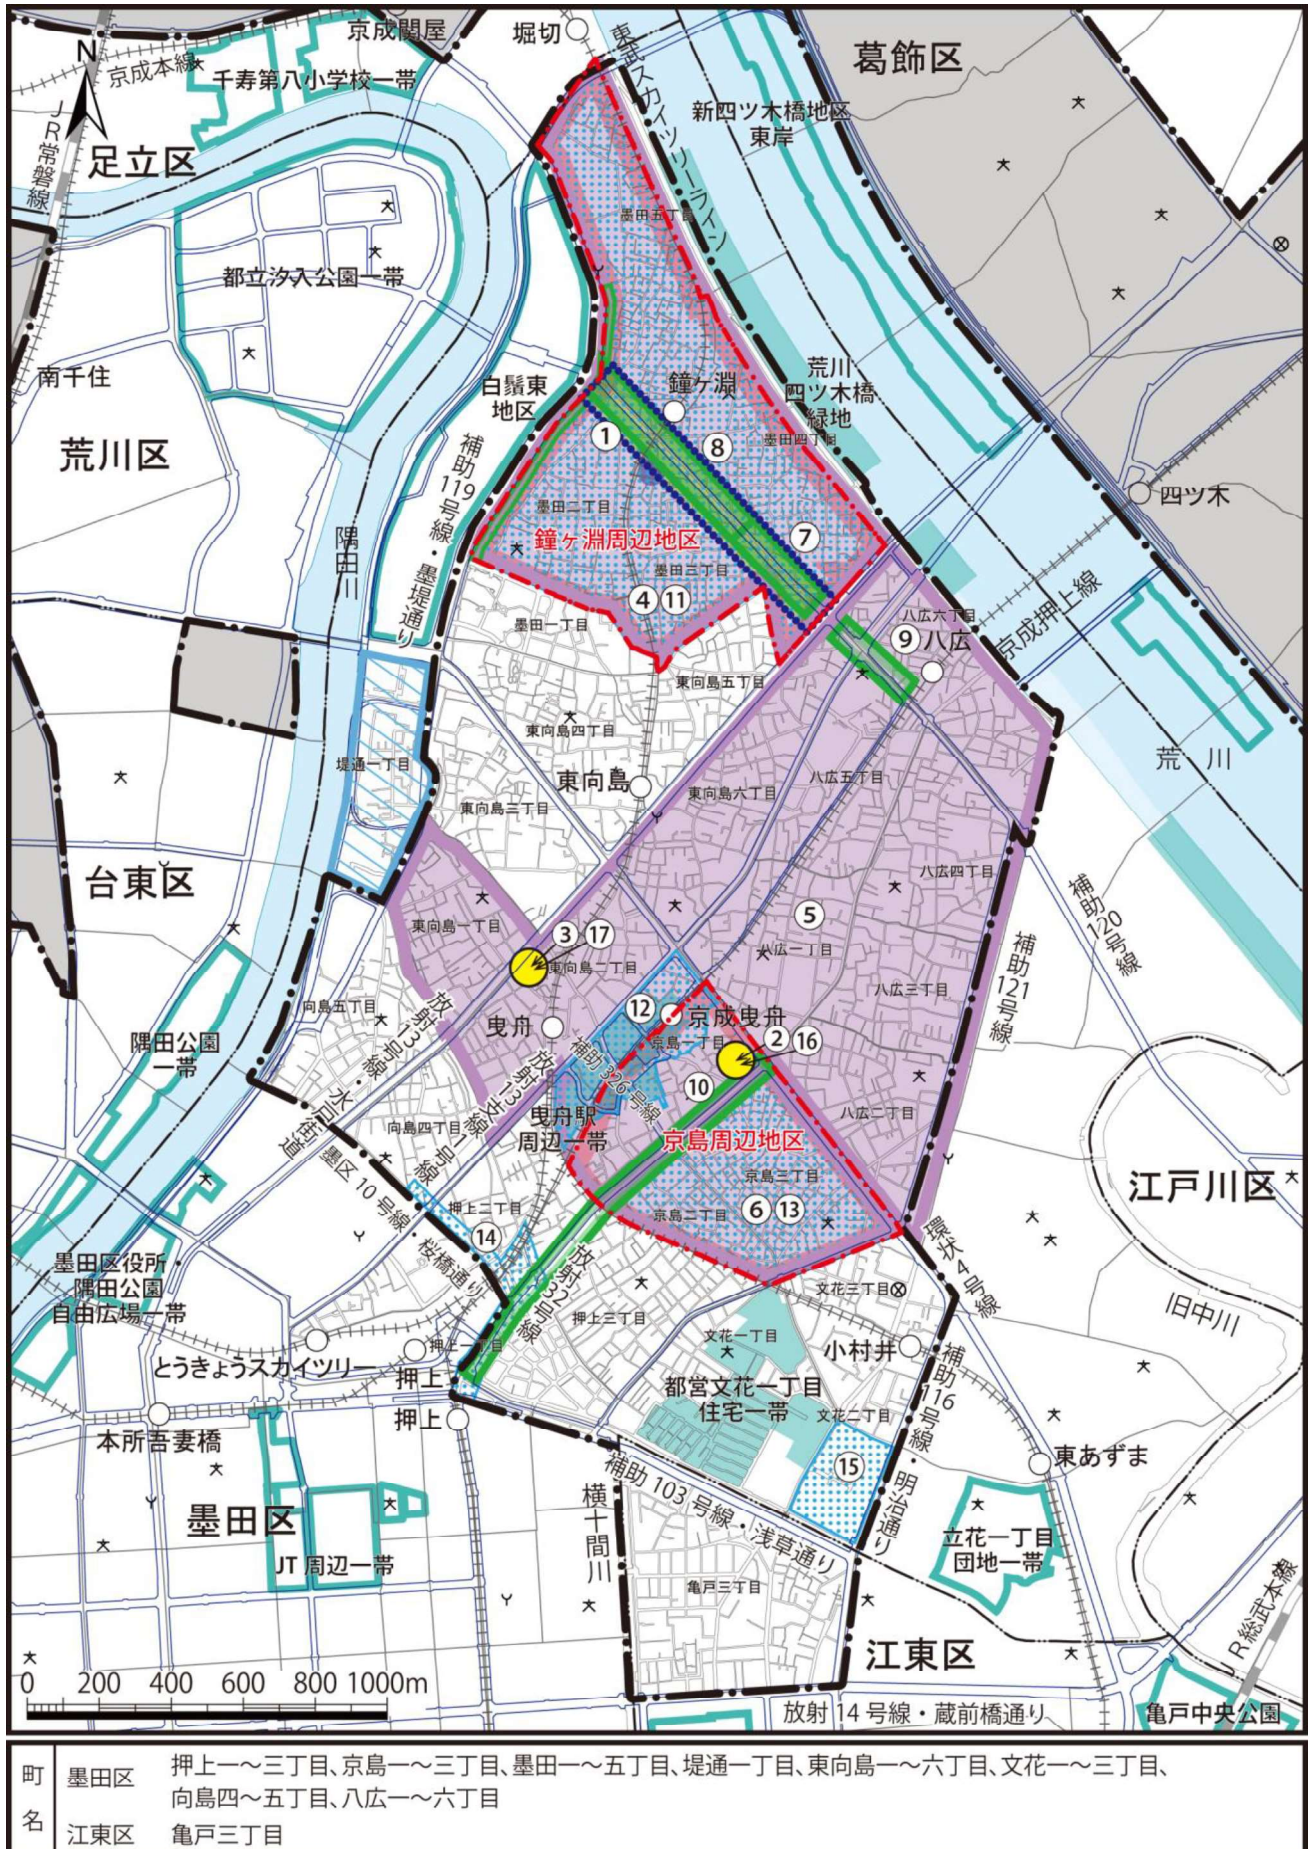 京成関屋
堀切
東武スカイツリーライン
葛飾区
N
京成本線
千寿第八小学校一帯
JR常磐線
足立区
新四ツ木橋地区
東岸
墨田五丁目
都立汐入公園一帯
南千住
白鬚東
地区
鐘ヶ淵
荒川
四ツ木橋
緑地
荒川区
補助119号線・墨堤通り
①
⑧
墨田四丁目
四ツ木
隅田川
墨田二丁目
⑦
鐘ヶ淵周辺地区
墨田三丁目
④ ⑪
墨田一丁目
八広六丁目
⑨ 八広
京成押上線
東向島五丁目
東向島四丁目
荒川
堤通一丁目
東向島
八広五丁目
東向島六丁目
東向島三丁目
台東区
八広四丁目
補助120号線
東向島一丁目
③ ⑰
⑤
補助121号線
東向島二丁目
八広一丁目
八広三丁目
向島五丁目
放射13号線・水戸街道
曳舟
⑫
京成曳舟
京島一丁目
② ⑯
隅田公園
一帯
放射13号線支線1号線
補助326号線
⑩
八広二丁目
向島四丁目
曳舟駅
周辺一帯
京島周辺地区
墨区10号線・桜橋通り
京島三丁目
江戸川区
押上二丁目
京島二丁目
⑥ ⑬
⑭
放射32号線
環状4号線
墨田区役所・
隅田公園
自由広場一帯
文花三丁目
旧中川
押上三丁目
とうきょうスカイツリー
押上一丁目
押上
文花一丁目
小村井
補助116号線・明治通り
都営文花一丁目
住宅一帯
文花二丁目
本所吾妻橋
押上
⑮
東あずま
補助103号線・浅草通り
横十間川
墨田区
JT周辺一帯
立花一丁目
団地一帯
亀戸三丁目
JR総武本線
江東区
0 200 400 600 800 1000m
放射14号線・蔵前橋通り
亀戸中央公園
町名
墨田区 押上一〜三丁目、京島一〜三丁目、墨田一〜五丁目、堤通一丁目、東向島一〜六丁目、文花一〜三丁目、
向島四〜五丁目、八広一〜六丁目
江東区 亀戸三丁目